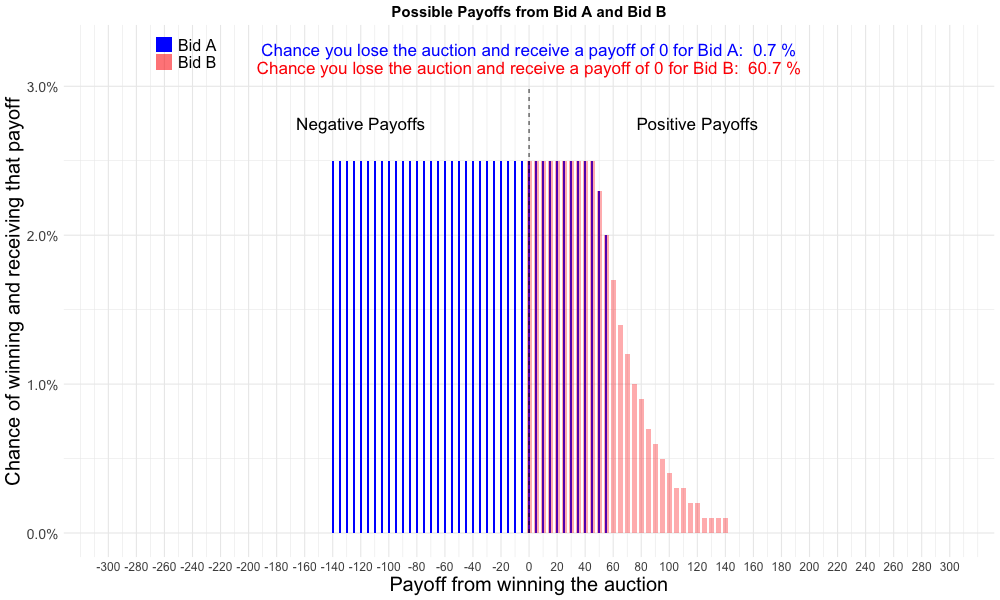 Possible Payoffs from Bid A and Bid B
Bid A
Bid B
Chance you lose the auction and receive a payoff of 0 for Bid A:  0.7 %
Chance you lose the auction and receive a payoff of 0 for Bid B:  60.7 %
Negative Payoffs
Positive Payoffs
Chance of winning and receiving that payoff
3.0%
2.0%
1.0%
0.0%
-300 -280 -260 -240 -220 -200 -180 -160 -140 -120 -100 -80 -60 -40 -20 0 20 40 60 80 100 120 140 160 180 200 220 240 260 280 300
Payoff from winning the auction